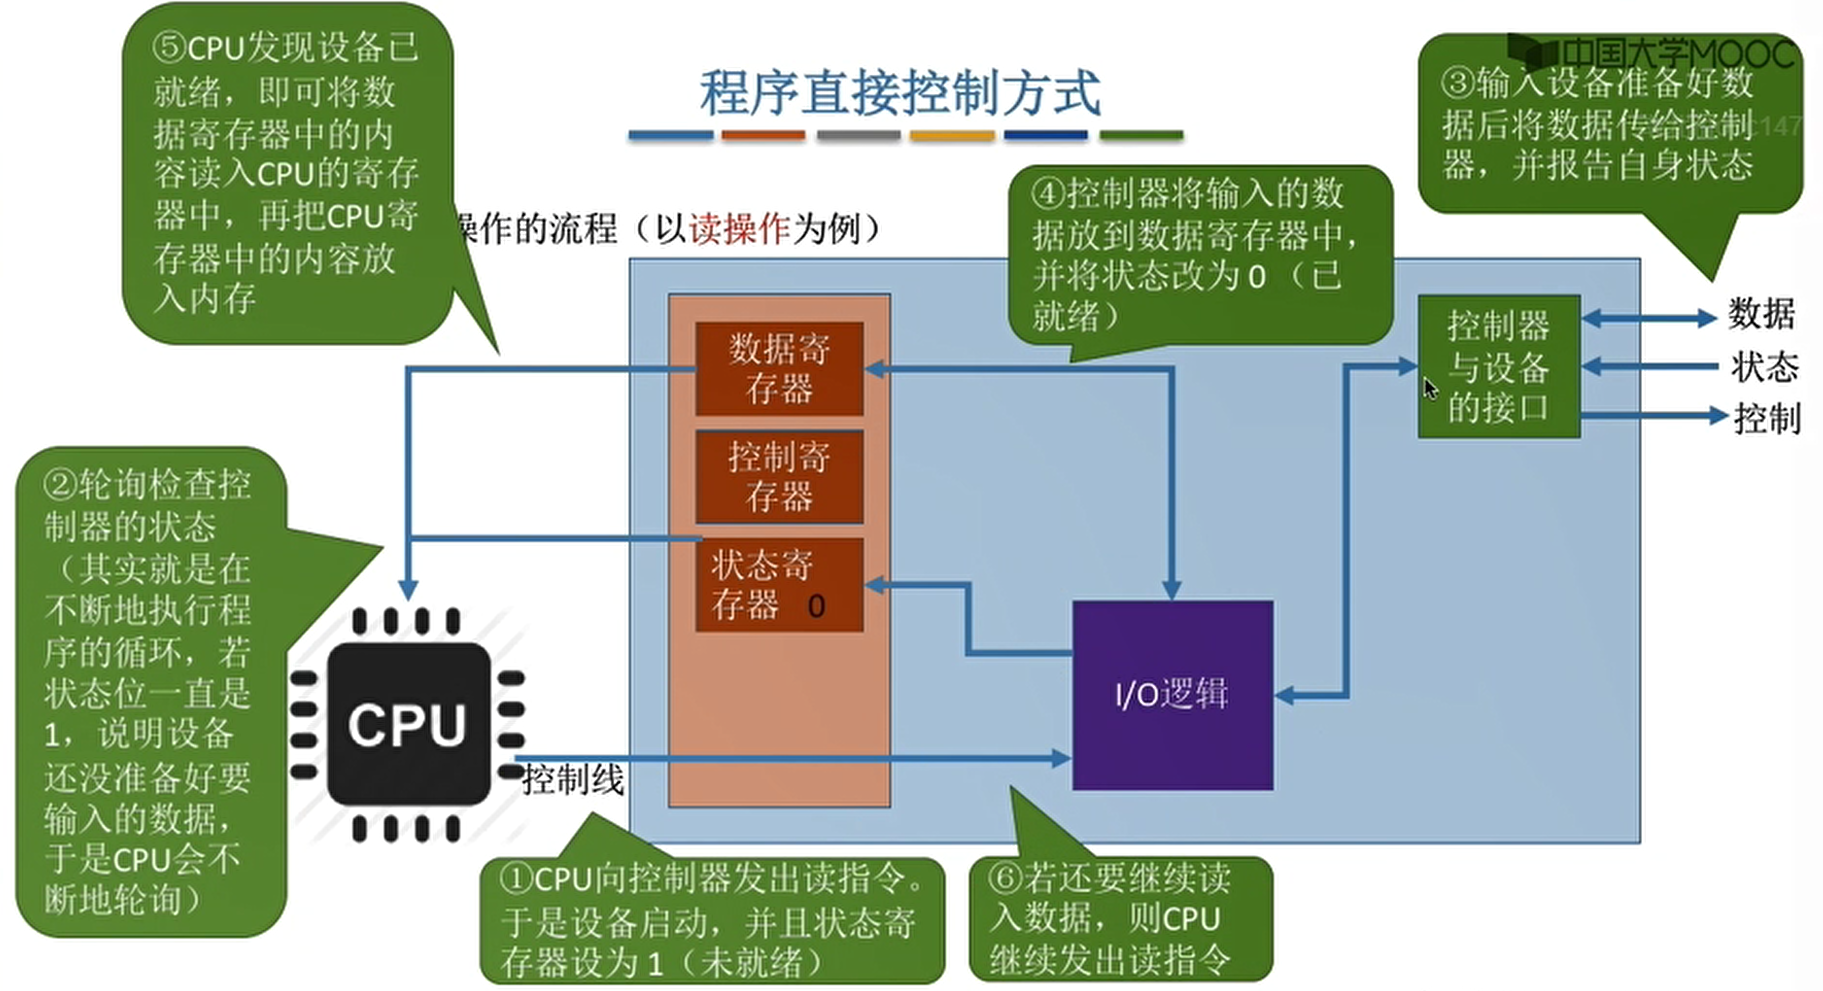 中国大学MOOC
程序直接控制方式
操作的流程（以读操作为例）
①CPU向控制器发出读指令。
于是设备启动，并且状态寄
存器设为 1（未就绪）
②轮询检查控
制器的状态
（其实就是在
不断地执行程
序的循环，若
状态位一直是
1，说明设备
还没准备好要
输入的数据，
于是CPU会不
断地轮询）
③输入设备准备好数
据后将数据传给控制
器，并报告自身状态
④控制器将输入的数
据放到数据寄存器中，
并将状态改为 0（已
就绪）
⑤CPU发现设备已
就绪，即可将数
据寄存器中的内
容读入CPU的寄存
器中，再把CPU寄
存器中的内容放
入内存
⑥若还要继续读
入数据，则CPU
继续发出读指令
数据寄
存器
控制寄
存器
状态寄
存器 0
控制器
与设备
的接口
数据
状态
控制
I/O逻辑
CPU
控制线